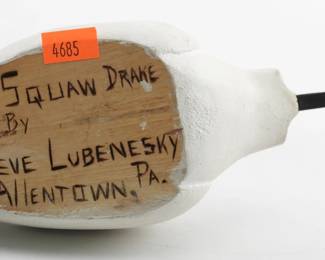 4685
SQUAW DRAKE
BY
EVE LUBENESKY
ALLENTOWN, PA.